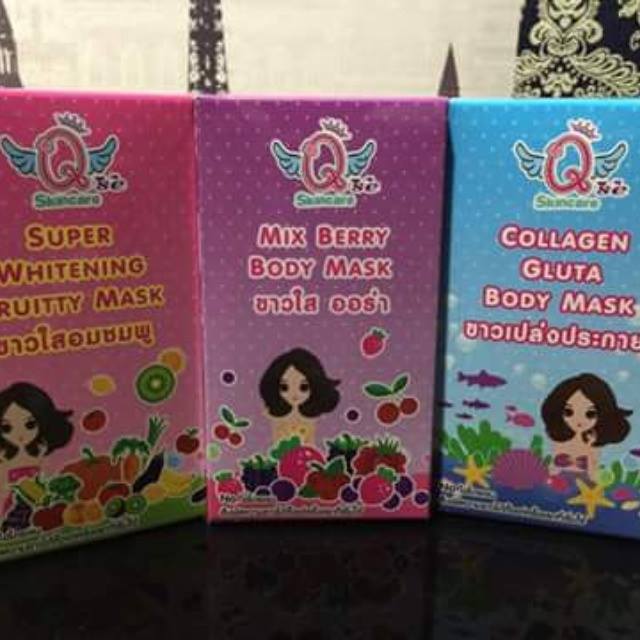 Q
Skincare
SUPER
WHITENING
FRUITTY MASK
ขาวใสอมชมพู
Q
Skincare
MIX BERRY
BODY MASK
ขาวใส ออร่า
Q
Skincare
COLLAGEN
GLUTA
BODY MASK
ขาวเปล่งประกาย